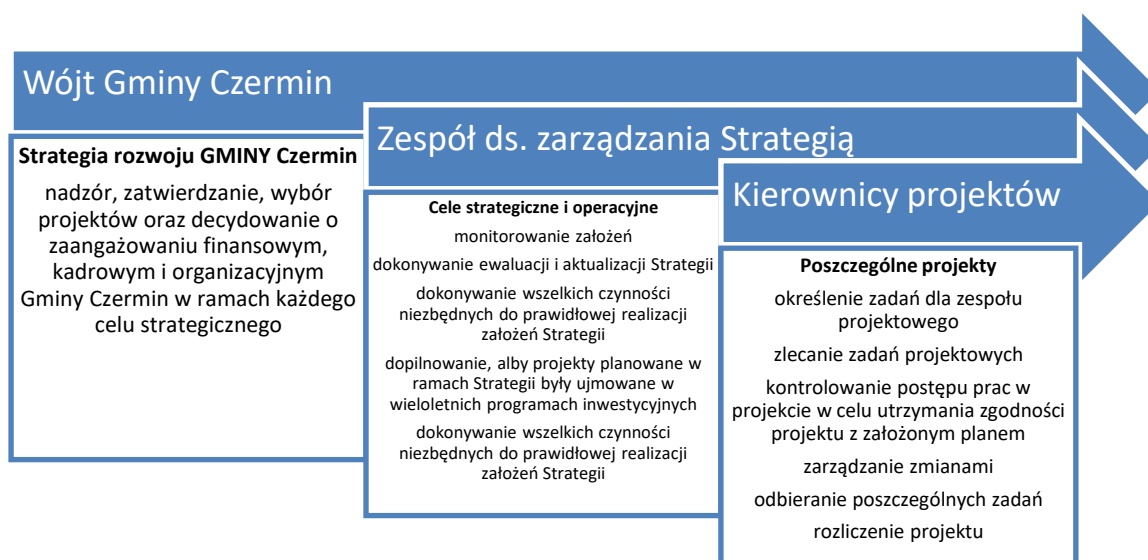 Wójt Gminy Czermin
Strategia rozwoju GMINY Czermin
nadzór, zatwierdzanie, wybór
projektów oraz decydowanie o
zaangażowaniu finansowym,
kadrowym i organizacyjnym
Gminy Czermin w ramach każdego
celu strategicznego
Zespół ds. zarządzania Strategią
Cele strategiczne i operacyjne
monitorowanie założeń
dokonywanie ewaluacji i aktualizacji Strategii
dokonywanie wszelkich czynności
niezbędnych do prawidłowej realizacji
założeń Strategii
dopilnowanie, alby projekty planowane w
ramach Strategii były ujmowane w
wieloletnich programach inwestycyjnych
dokonywanie wszelkich czynności
niezbędnych do prawidłowej realizacji
założeń Strategii
Kierownicy projektów
Poszczególne projekty
określenie zadań dla zespołu
projektowego
zlecanie zadań projektowych
kontrolowanie postępu prac w
projekcie w celu utrzymania zgodności
projektu z założonym planem
zarządzanie zmianami
odbieranie poszczególnych zadań
rozliczenie projektu